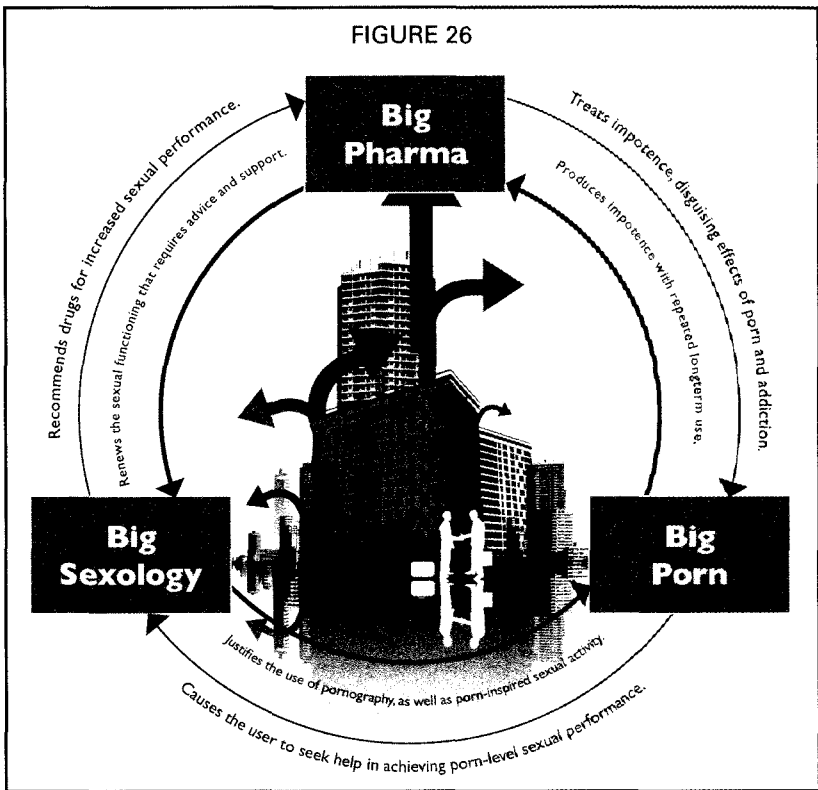 FIGURE 26
Big
Pharma
Recommends drugs for increased sexual performance.
Renews the sexual functioning that requires advice and support.
Treats impotence, disguising effects of porn and addiction.
Produces impotence with repeated longterm use.
Big
Sexology
Big
Porn
Justifies the use of pornography, as well as porn-inspired sexual activity.
Causes the user to seek help in achieving porn-level sexual performance.